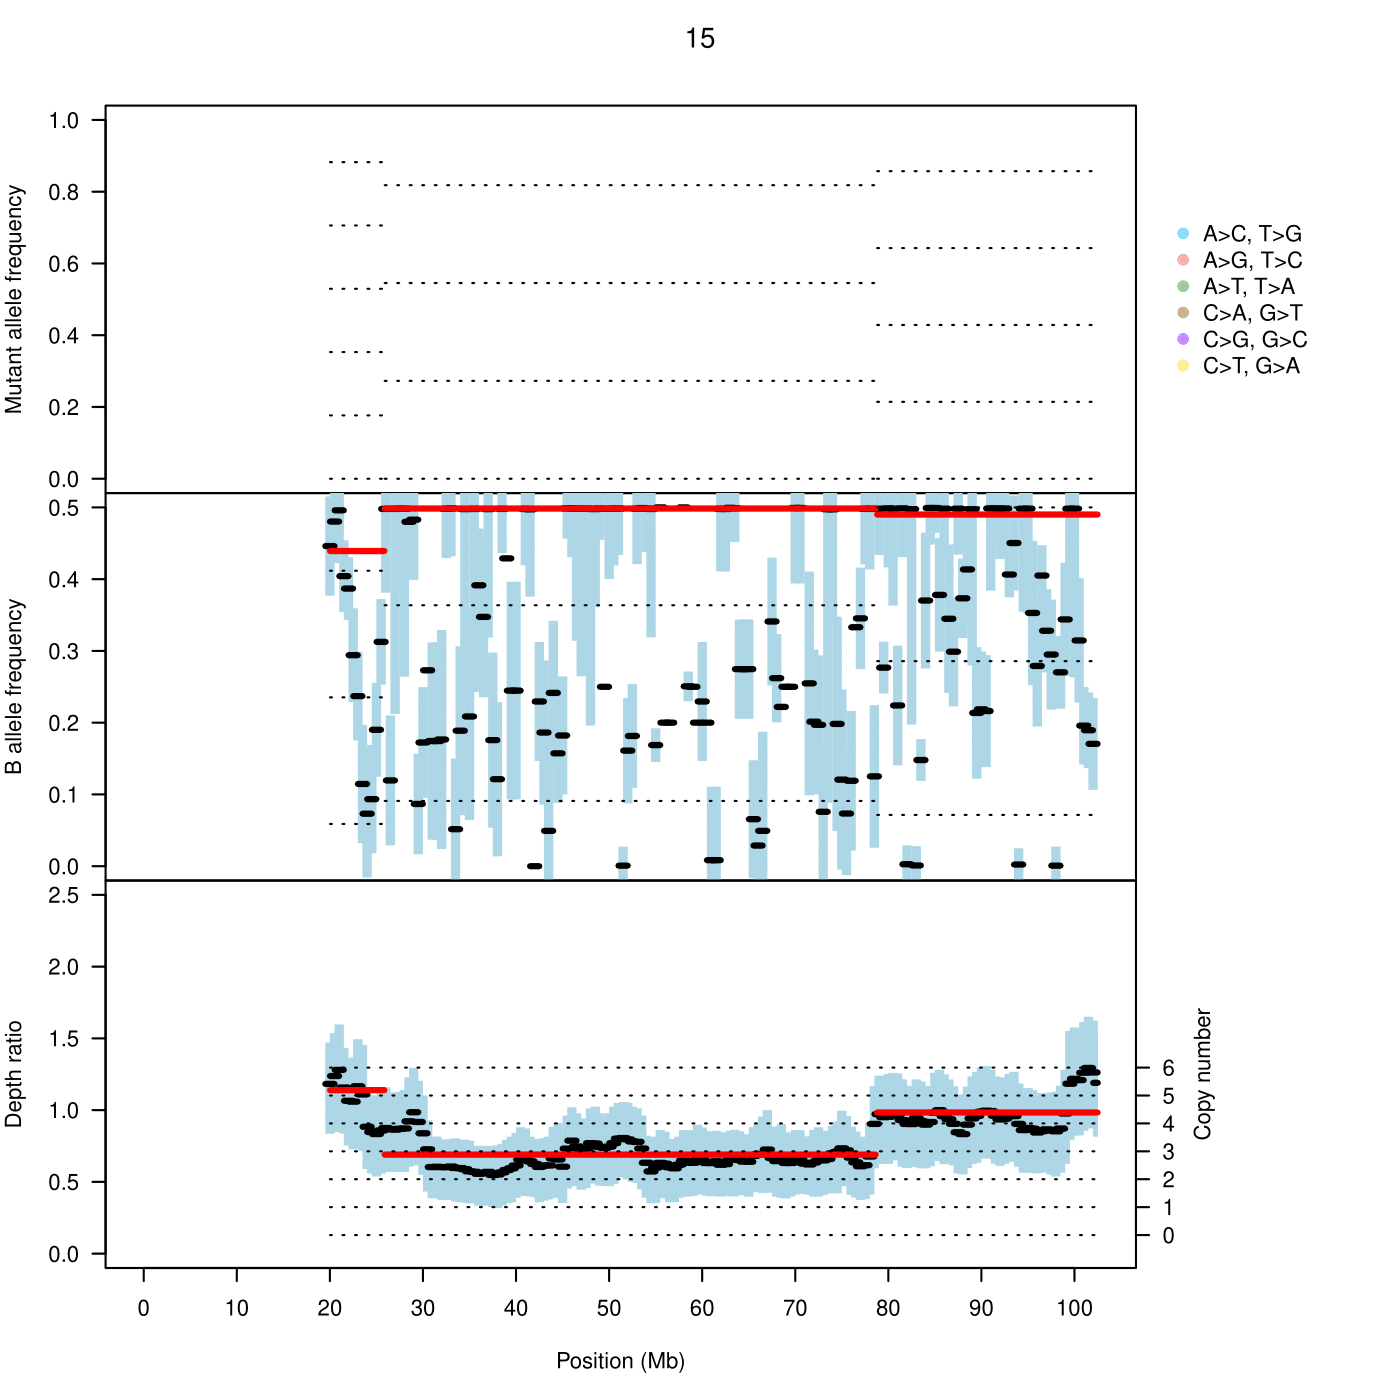 15
Mutant allele frequency
1.0
0.8
0.6
0.4
0.2
0.0
A>C, T>G
A>G, T>C
A>T, T>A
C>A, G>T
C>G, G>C
C>T, G>A
B allele frequency
0.5
0.4
0.3
0.2
0.1
0.0
Depth ratio
2.5
2.0
1.5
1.0
0.5
0.0
6
5
4
3
2
1
0
Copy number
0 10 20 30 40 50 60 70 80 90 100
Position (Mb)